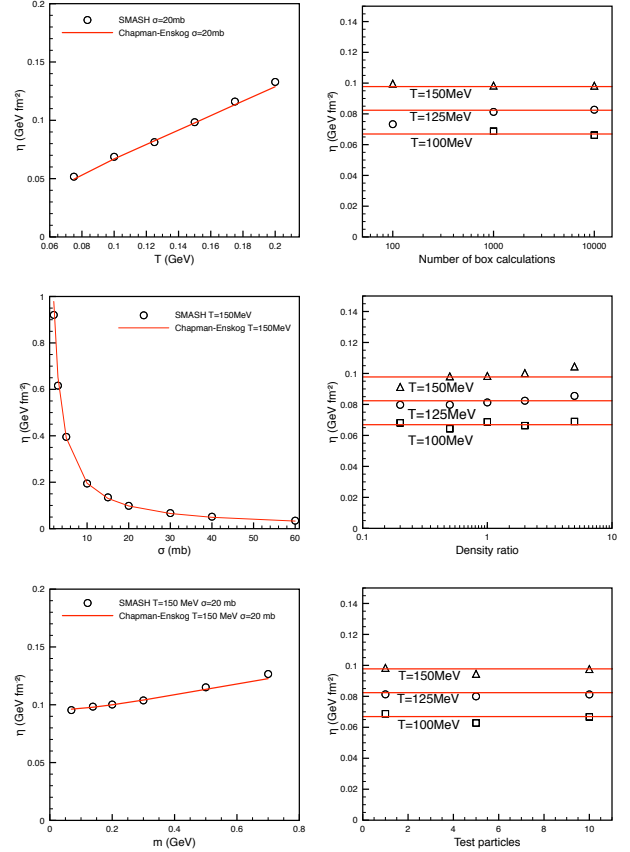 SMASH σ=20mb
Chapman-Enskog σ=20mb
η (GeV fm²)
0.2
0.15
0.1
0.05
0
0.06
0.08
0.1
0.12
0.14
0.16
0.18
0.2
T (GeV)
η (GeV fm²)
0.14
0.12
0.1
0.08
0.06
0.04
0.02
0
T=150MeV
T=125MeV
T=100MeV
100
1000
10000
Number of box calculations
SMASH T=150MeV
Chapman-Enskog T=150MeV
η (GeV fm²)
1
0.8
0.6
0.4
0.2
0
10
20
30
40
50
60
σ (mb)
η (GeV fm²)
0.14
0.12
0.1
0.08
0.06
0.04
0.02
0
T=150MeV
T=125MeV
T=100MeV
0.1
1
10
Density ratio
SMASH T=150 MeV σ=20 mb
Chapman-Enskog T=150 MeV σ=20 mb
η (GeV fm²)
0.2
0.15
0.1
0.05
0
0
0.2
0.4
0.6
0.8
m (GeV)
η (GeV fm²)
0.14
0.12
0.1
0.08
0.06
0.04
0.02
0
T=150MeV
T=125MeV
T=100MeV
0
2
4
6
8
10
Test particles